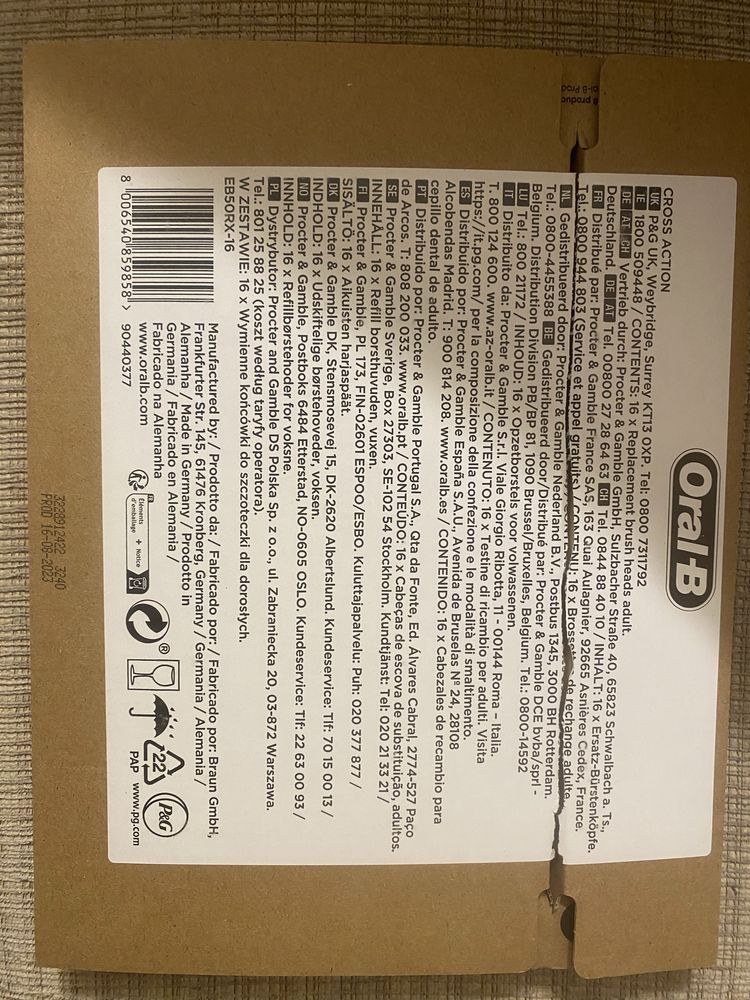 Oral-B
CROSS ACTION
UK P&G UK, Weybridge, Surrey KT13 0XP. Tel: 0800 7311792
IE 1800 509448 / CONTENTS: 16 x Replacement brush heads adult.
DE AT CH Vertrieb durch: Procter & Gamble GmbH, Sulzbacher Straße 40, 65823 Schwalbach a. Ts.,
Deutschland. DE AT Tel. 00800 27 28 64 63 CH Tel. 0844 88 40 10 / INHALT: 16 x Ersatz-Bürstenköpfe.
FR Distribué par: Procter & Gamble France SAS, 163 Quai Aulagnier, 92665 Asnières Cedex, France.
Tel.: 0800 944 803 (Service et appel gratuits) / CONTENU: 16 x de rechange adulte.
NL Gedistribueerd door: Procter & Gamble Nederland B.V., Postbus 1345, 3000 BH Rotterdam.
Tel.: 0800-4455388 BE Gedistribueerd door/Distribué par: Procter & Gamble DCE bvba/sprl -
Belgium. Distribution Division PB/BP 81, 1090 Brussel/Bruxelles, Belgium. Tel.: 0800-14592
LU Tel.: 800 21172 / INHOUD: 16 x Opzetborstels voor volwassenen.
IT Distribuito da: Procter & Gamble S.r.l. Viale Giorgio Ribotta, 11 - 00144 Roma – Italia.
T. 800 124 600. www.az-oralb.it / CONTENUTO: 16 x Testine di ricambio per adulti. Visita
https://it.pg.com/ per la composizione della confezione e le modalità di smaltimento.
ES Distribuido por: Procter & Gamble España S.A.U., Avenida de Bruselas Nº 24, 28108
Alcobendas Madrid. T: 900 814 208. www.oralb.es / CONTENIDO: 16 x Cabezales de recambio para
cepillo dental de adulto.
PT Distribuido por: Procter & Gamble Portugal S.A., Qta da Fonte, Ed. Álvares Cabral, 2774-527 Paço
de Arcos. T: 808 200 033. www.oralb.pt / CONTEÚDO: 16 x Cabeças de escova de substituição, adultos.
SE Procter & Gamble Sverige, Box 27303, SE-102 54 Stockholm. Kundtjänst: Tel: 020 21 33 21 /
INNEHÅLL: 16 x Refill borsthuvuden, vuxen.
FI Procter & Gamble, PL 173, FIN-02601 ESPOO/ESBO. Kuluttajapalvelu: Puh: 020 377 877 /
SISÄLTÖ: 16 x Aikuisten harjaspäät.
DK Procter & Gamble DK, Stensmosevej 15, DK-2620 Albertslund. Kundeservice: Tlf: 70 15 00 13 /
INDHOLD: 16 x Udskiftelige børstehoveder, voksen.
NO Procter & Gamble, Postboks 6484 Etterstad, NO-0605 OSLO. Kundeservice: Tlf: 22 63 00 93 /
INNHOLD: 16 x Refillbørstehoder for voksne.
PL Dystrybutor: Procter and Gamble DS Polska Sp. z o.o., ul. Zabraniecka 20, 03-872 Warszawa.
Tel.: 801 25 88 25 (koszt według taryfy operatora).
W ZESTAWIE: 16 x Wymienne końcówki do szczoteczki dla dorosłych.
EB50RX-16
Manufactured by: / Prodotto da: / Fabricado por: / Fabricado por: Braun GmbH,
Frankfurter Str. 145, 61476 Kronberg, Germany / Germania / Alemania /
Alemanha / Made in Germany / Prodotto in
Germania / Fabricado en Alemania /
Fabricado na Alemanha
www.oralb.com
8 006540 859858 >
90440377
FR
Éléments d'emballage + Notice
®
22
PAP
P&G
www.pg.com
3228912422 3240
PROD 16-08-2023